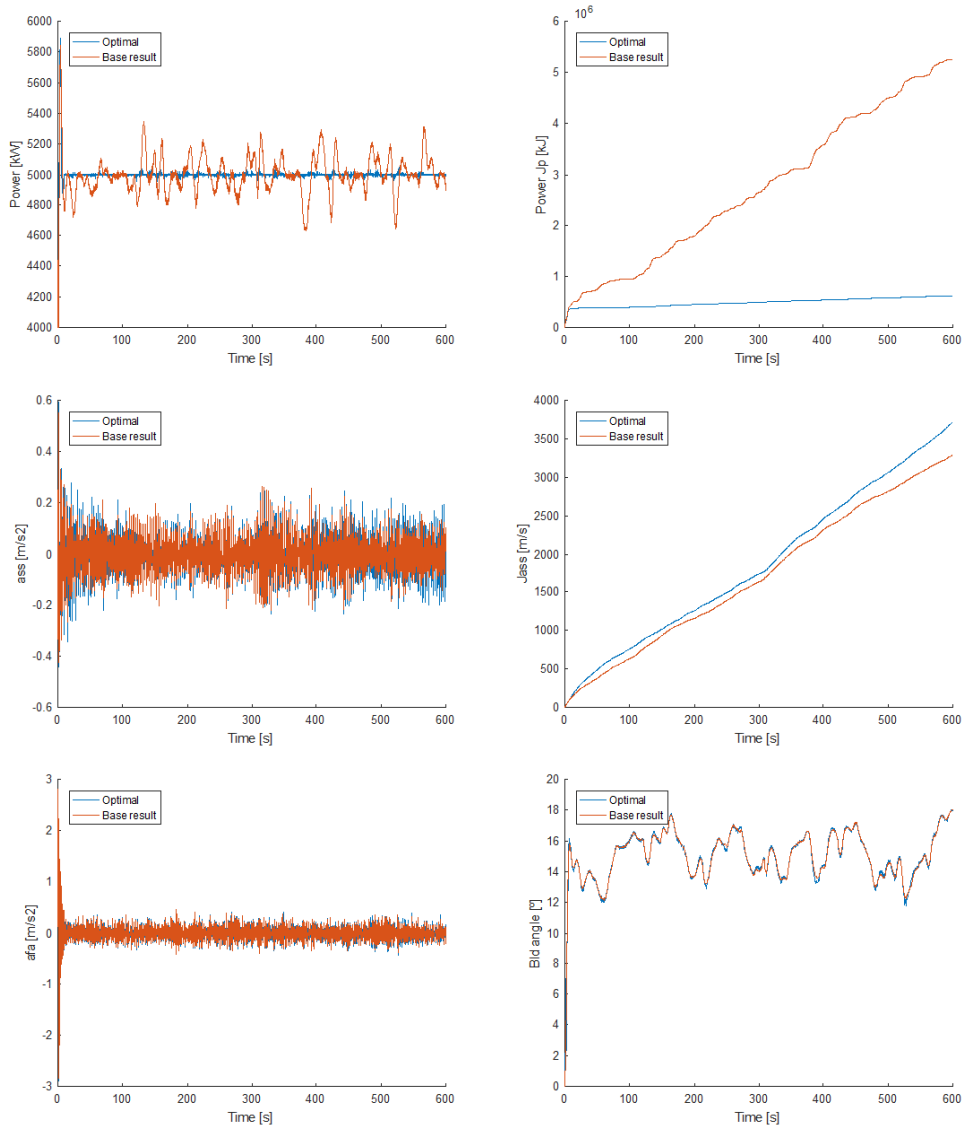 6000
5800
5600
5400
5200
5000
4800
4600
4400
4200
4000
Power [kW]
Optimal
Base result
0 100 200 300 400 500 600
Time [s]
×10^6
6
5
4
3
2
1
0
Power Jp [kJ]
Optimal
Base result
0 100 200 300 400 500 600
Time [s]
0.6
0.4
0.2
0
-0.2
-0.4
-0.6
ass [m/s2]
Optimal
Base result
0 100 200 300 400 500 600
Time [s]
4000
3500
3000
2500
2000
1500
1000
500
0
Jass [m/s]
Optimal
Base result
0 100 200 300 400 500 600
Time [s]
3
2
1
0
-1
-2
-3
afa [m/s2]
Optimal
Base result
0 100 200 300 400 500 600
Time [s]
20
18
16
14
12
10
8
6
4
2
0
Bld angle [º]
Optimal
Base result
0 100 200 300 400 500 600
Time [s]